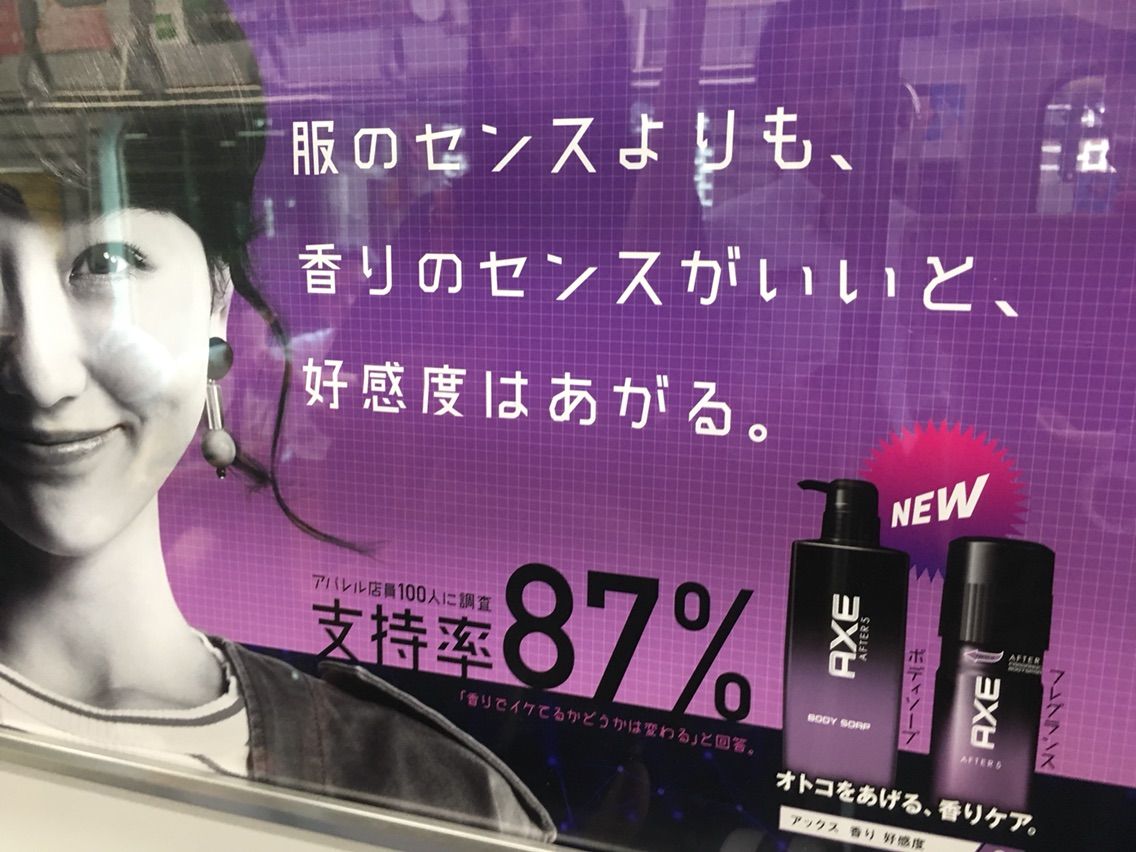 服のセンスよりも、
香りのセンスがいいと、
好感度はあがる。
アパレル店員100人に調査
支持率87%
「香りでイケてるかどうかは変わる」と回答。
NEW
AXE
AFTER5
BODY SOAP
ボディソープ
AFTER
AXE
AFTER5
フレグランス
オトコをあげる、香りケア。
アックス 香り 好感度